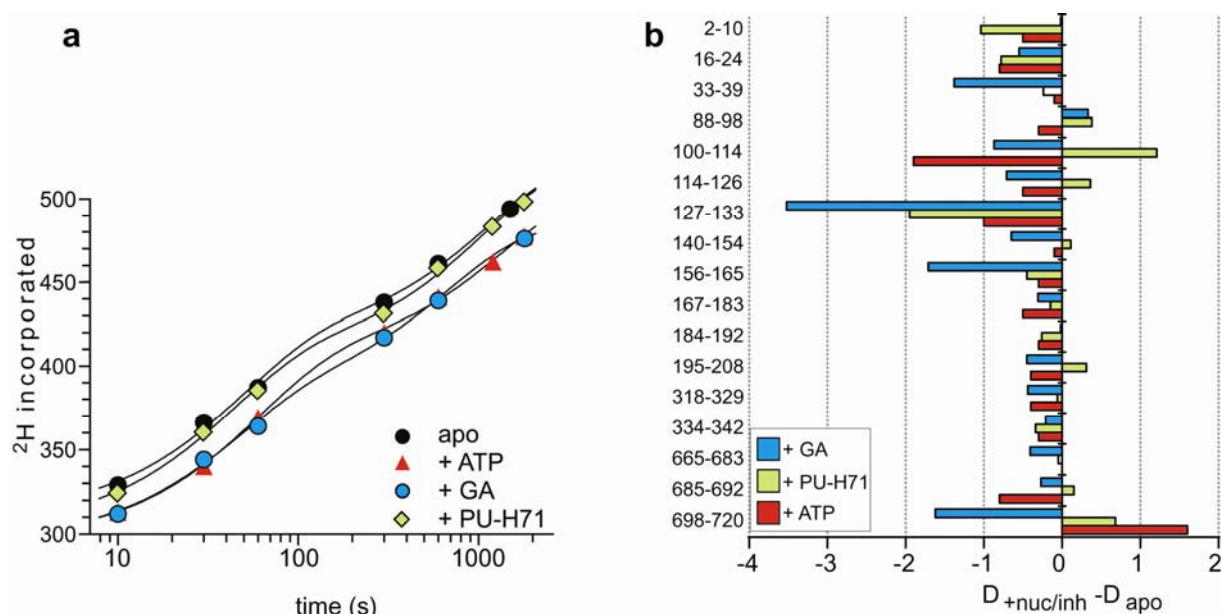 a
²H incorporated
500
450
400
350
300
10
100
1000
time (s)
apo
+ ATP
+ GA
+ PU-H71
b
2-10
16-24
33-39
88-98
100-114
114-126
127-133
140-154
156-165
167-183
184-192
195-208
318-329
334-342
665-683
685-692
698-720
+ GA
+ PU-H71
+ ATP
-4 -3 -2 -1 0 1 2
D +nuc/inh -D apo